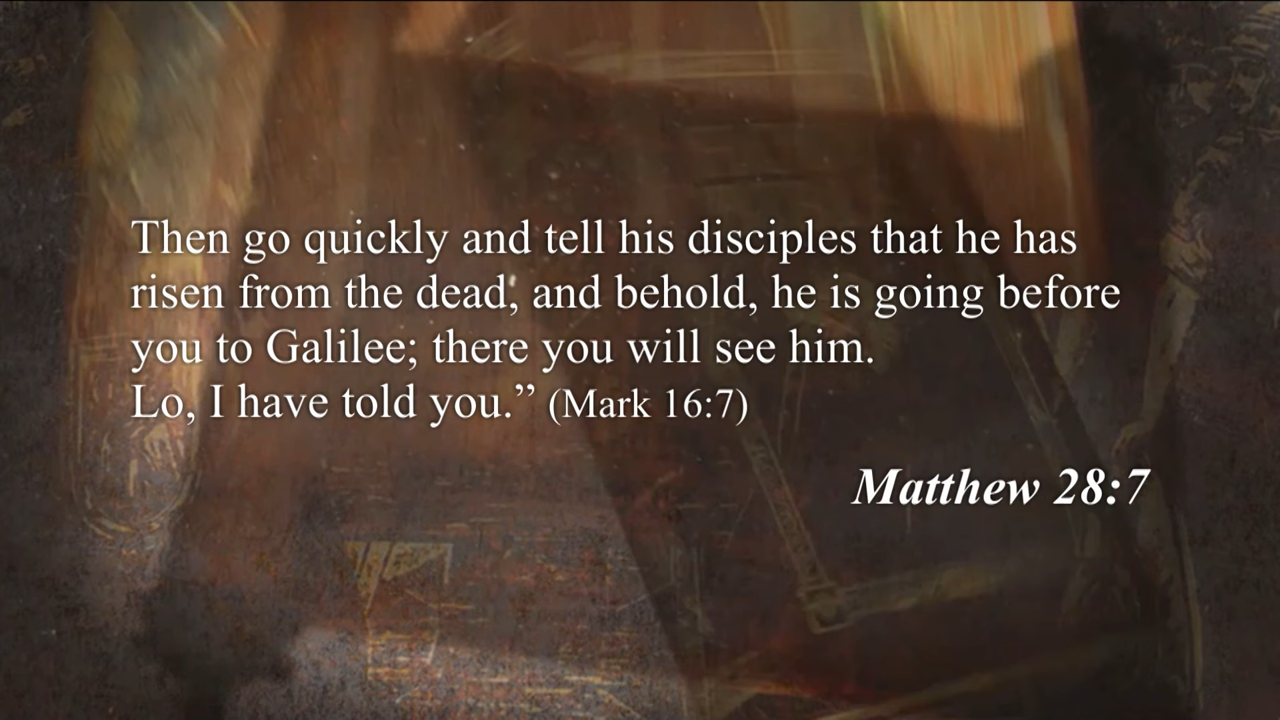 Then go quickly and tell his disciples that he has
risen from the dead, and behold, he is going before
you to Galilee; there you will see him.
Lo, I have told you.” (Mark 16:7)
Matthew 28:7